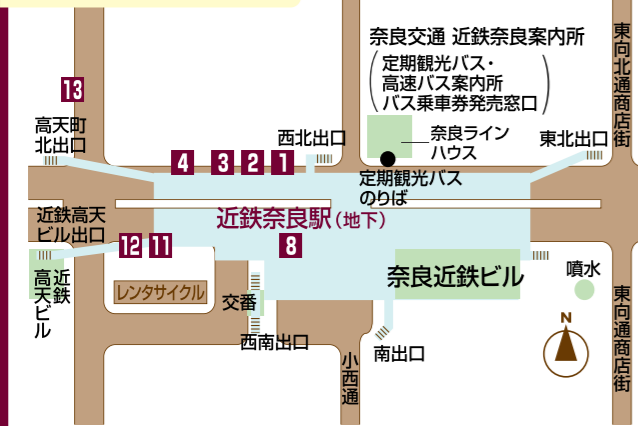 奈良交通 近鉄奈良案内所
定期観光バス・
高速バス案内所
バス乗車券発売窓口
東向北通商店街
13
高天町
北出口
4
3
2
1
西北出口
奈良ライン
ハウス
東北出口
定期観光バス
のりば
近鉄高天
ビル出口
近鉄奈良駅(地下)
12
11
8
近鉄
高天ビル
レンタサイクル
交番
西南出口
奈良近鉄ビル
噴水
N
南出口
小西通
東向通商店街